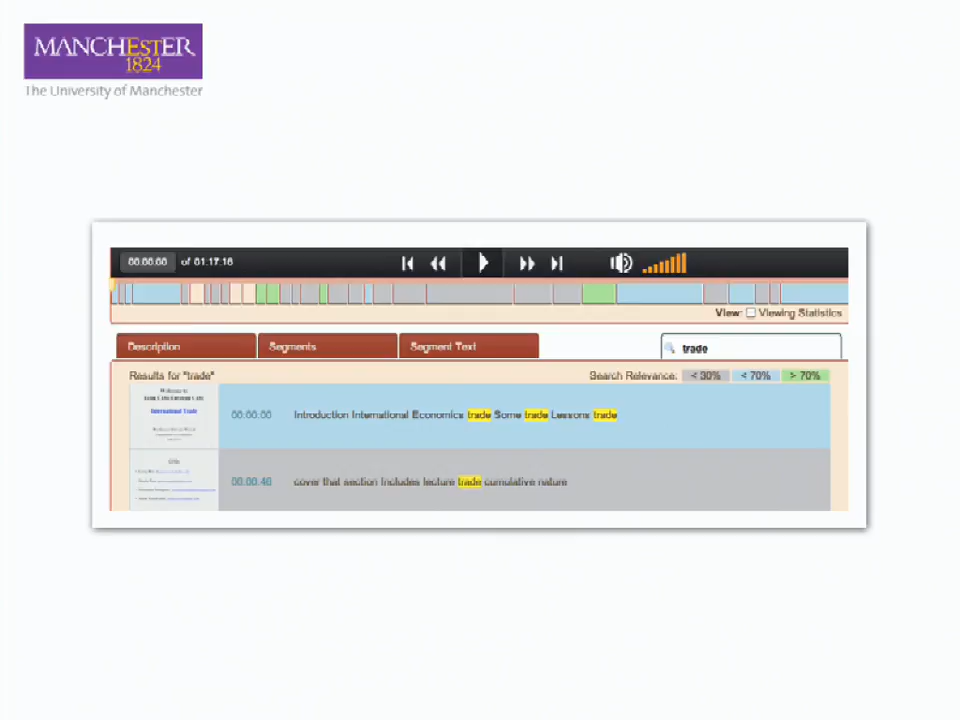 MANCHESTER
1824
The University of Manchester
00:00:00 of 01:17:16
View: Viewing Statistics
Description Segments Segment Text trade
Results for "trade" Search Relevance: < 30% < 70% > 70%
International Trade
00:00:00 Introduction International Economics trade Some trade Lessons trade
00:00:46 cover that section includes lecture trade cumulative nature